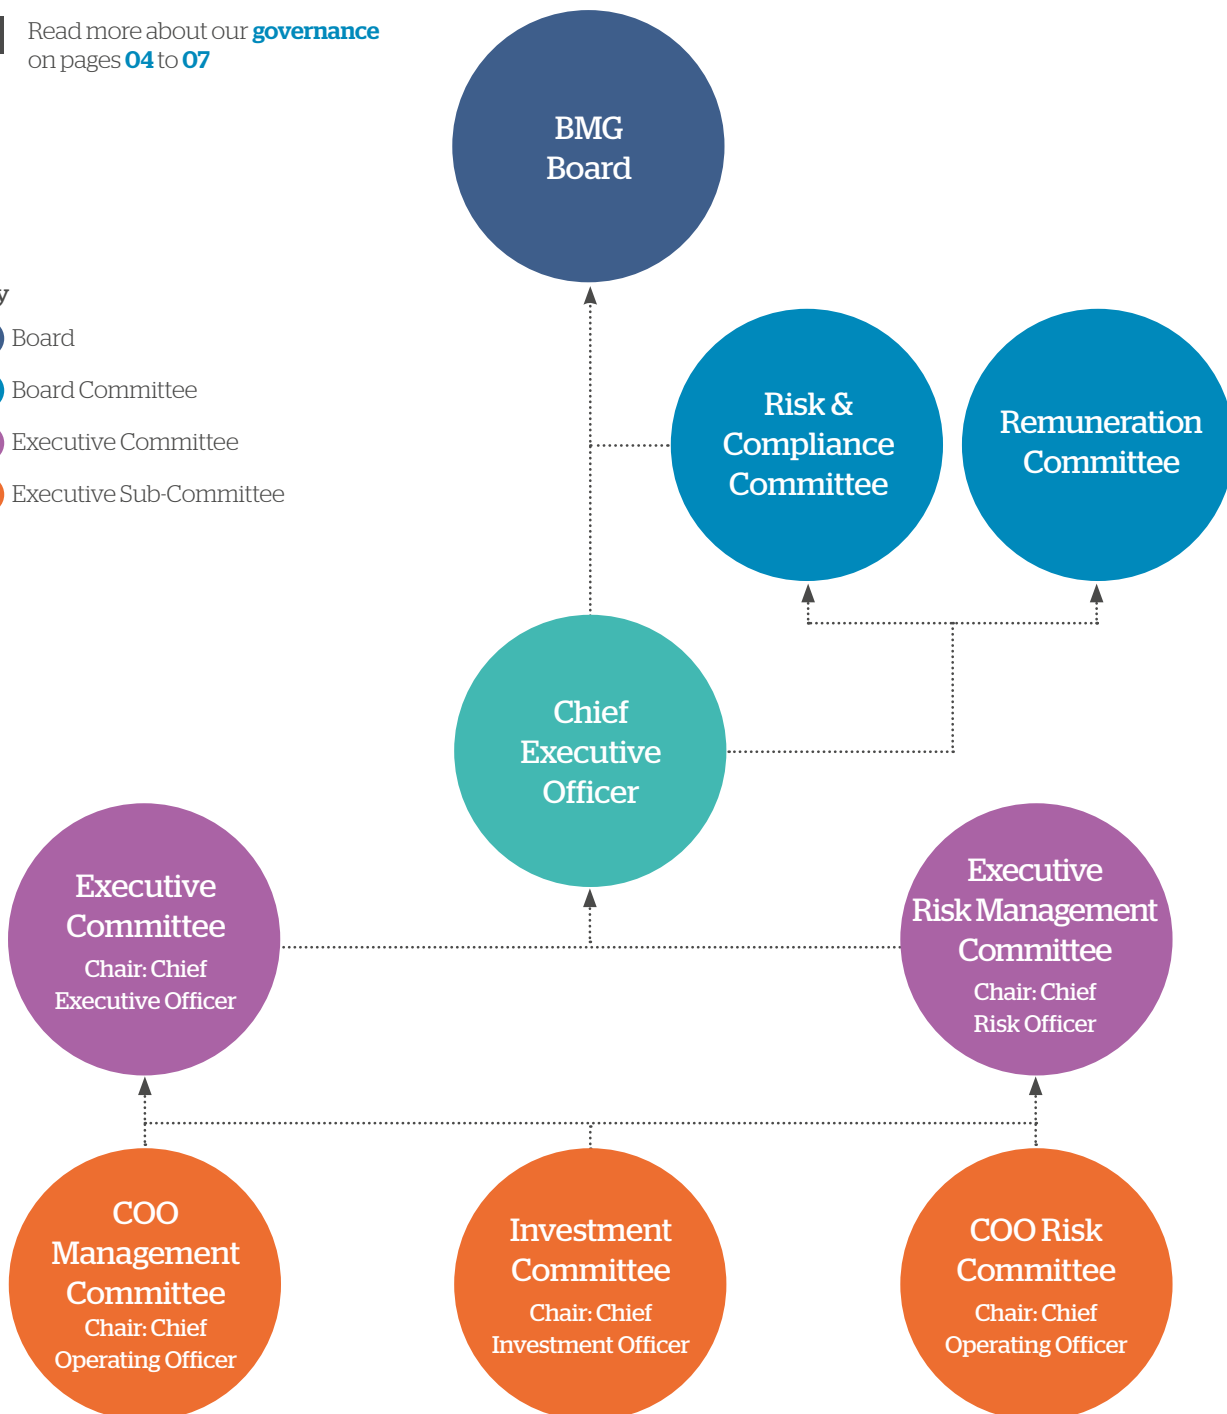 Read more about our governance
on pages 04 to 07
BMG
Board
y
Board
Board Committee
Executive Committee
Executive Sub-Committee
Risk &
Compliance
Committee
Remuneration
Committee
Chief
Executive
Officer
Executive
Committee
Chair: Chief
Executive Officer
Executive
Risk Management
Committee
Chair: Chief
Risk Officer
COO
Management
Committee
Chair: Chief
Operating Officer
Investment
Committee
Chair: Chief
Investment Officer
COO Risk
Committee
Chair: Chief
Operating Officer